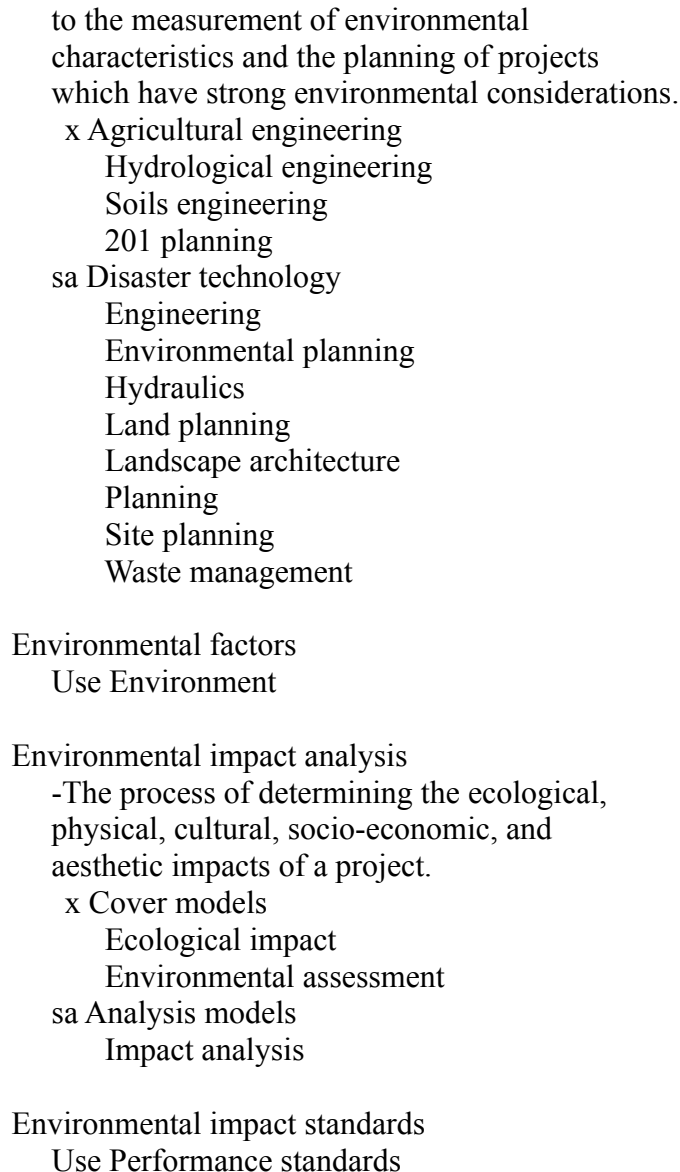 to the measurement of environmental
characteristics and the planning of projects
which have strong environmental considerations.
x Agricultural engineering
Hydrological engineering
Soils engineering
201 planning
sa Disaster technology
Engineering
Environmental planning
Hydraulics
Land planning
Landscape architecture
Planning
Site planning
Waste management
Environmental factors
Use Environment
Environmental impact analysis
-The process of determining the ecological,
physical, cultural, socio-economic, and
aesthetic impacts of a project.
x Cover models
Ecological impact
Environmental assessment
sa Analysis models
Impact analysis
Environmental impact standards
Use Performance standards